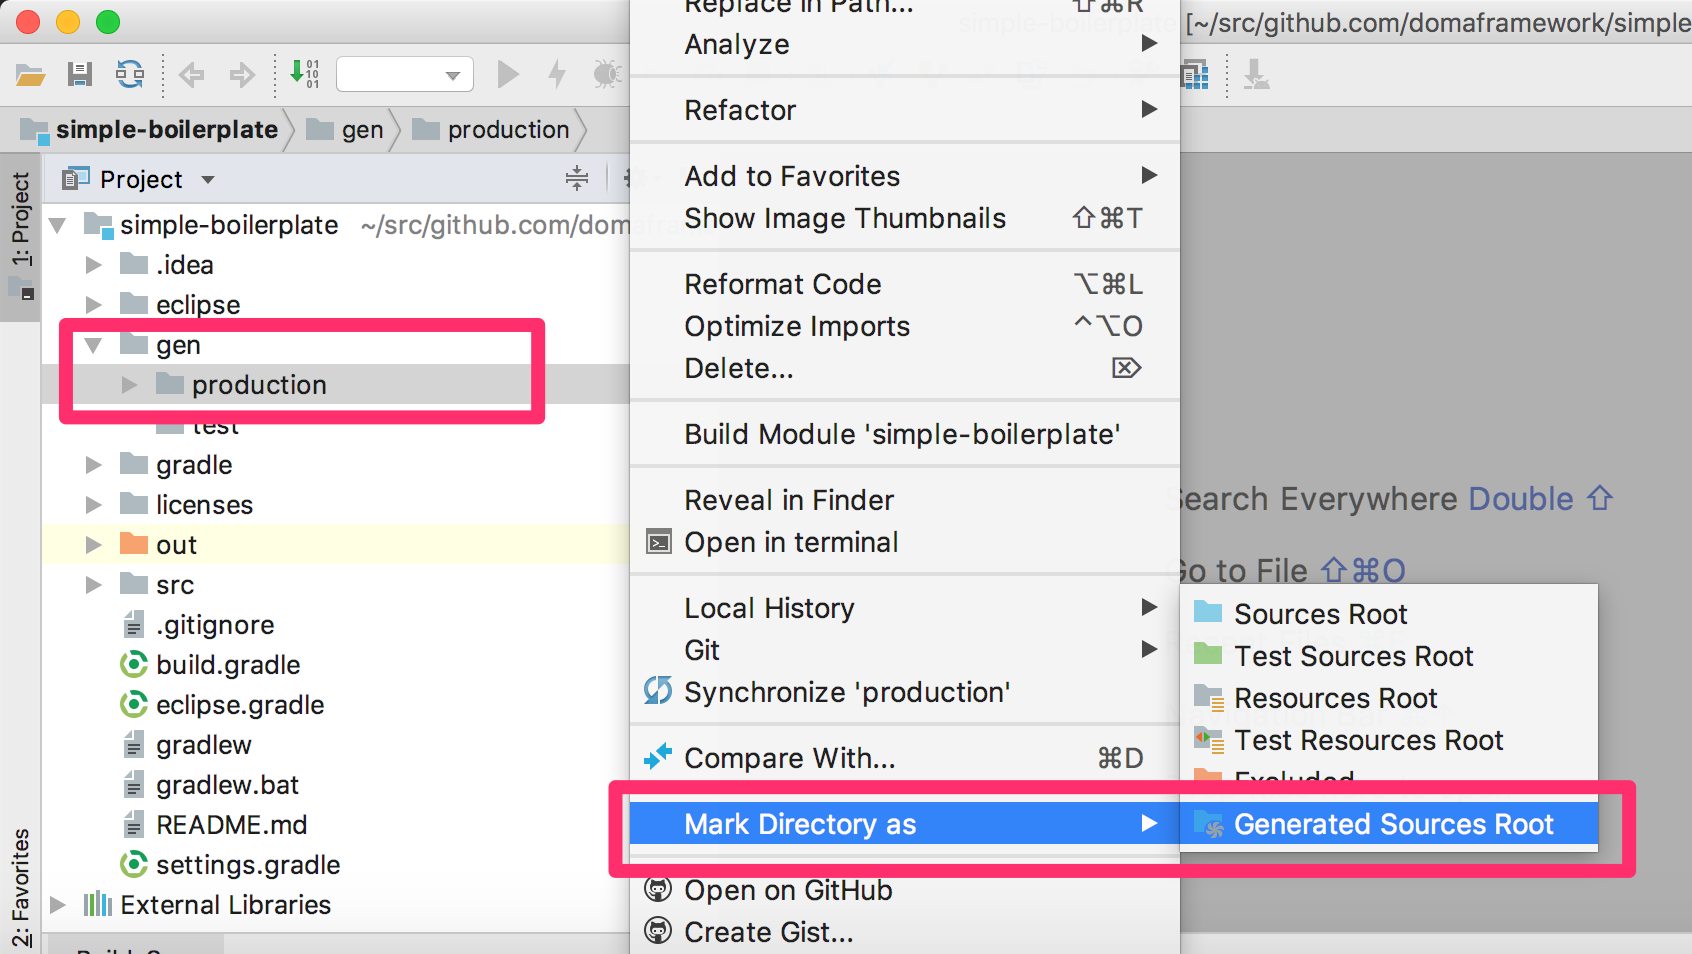 Replace in Path... ⇧⌘R
simple-boilerplate [~/src/github.com/domaframework/simple
Analyze
Refactor
simple-boilerplate gen production
1: Project
Project
Add to Favorites
Show Image Thumbnails ⇧⌘T
simple-boilerplate ~/src/github.com/domafra
.idea
eclipse
gen
production
test
gradle
licenses
out
src
.gitignore
build.gradle
eclipse.gradle
gradlew
gradlew.bat
README.md
settings.gradle
External Libraries
2: Favorites
Reformat Code ⌥⌘L
Optimize Imports ^⌥O
Delete... ⌦
Build Module 'simple-boilerplate'
Reveal in Finder
Open in terminal
Local History
Git
Synchronize 'production'
Compare With... ⌘D
Mark Directory as
Open on GitHub
Create Gist...
Search Everywhere Double ⇧
Go to File ⇧⌘O
Sources Root
Test Sources Root
Resources Root
Test Resources Root
Excluded
Generated Sources Root